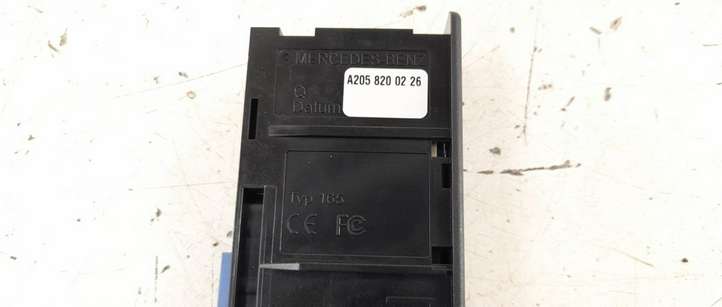 MERCEDES-BENZ
A205 820 02 26
Q
Datum
Typ 165
CE FC